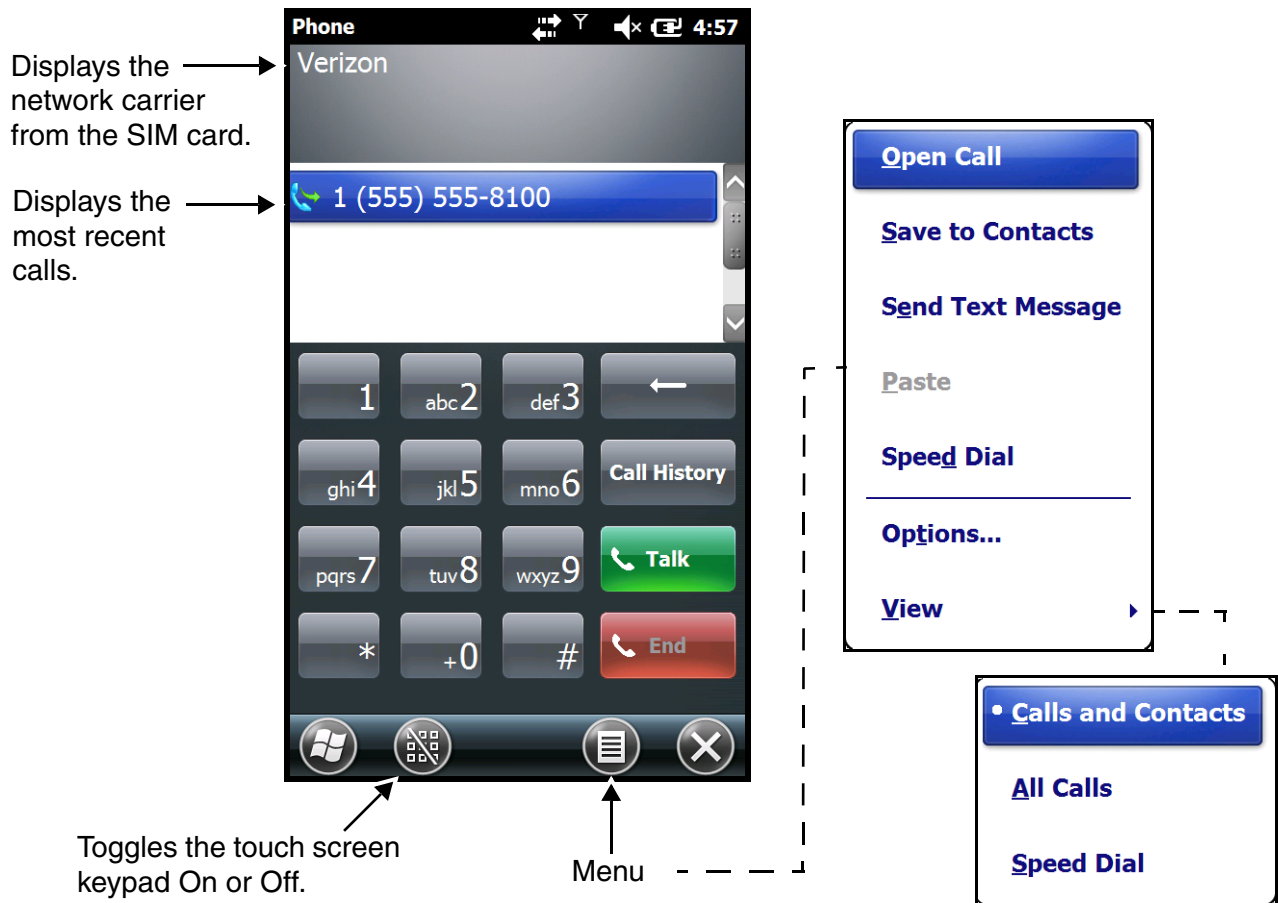 Phone 4:57
Verizon
Displays the
network carrier
from the SIM card.
1 (555) 555-8100
Displays the
most recent
calls.
1 abc2 def3 ←
ghi4 jkl5 mno6 Call History
pqrs7 tuv8 wxyz9 Talk
* +0 # End
Toggles the touch screen
keypad On or Off.
Menu
Open Call
Save to Contacts
Send Text Message
Paste
Speed Dial
Options...
View
Calls and Contacts
All Calls
Speed Dial